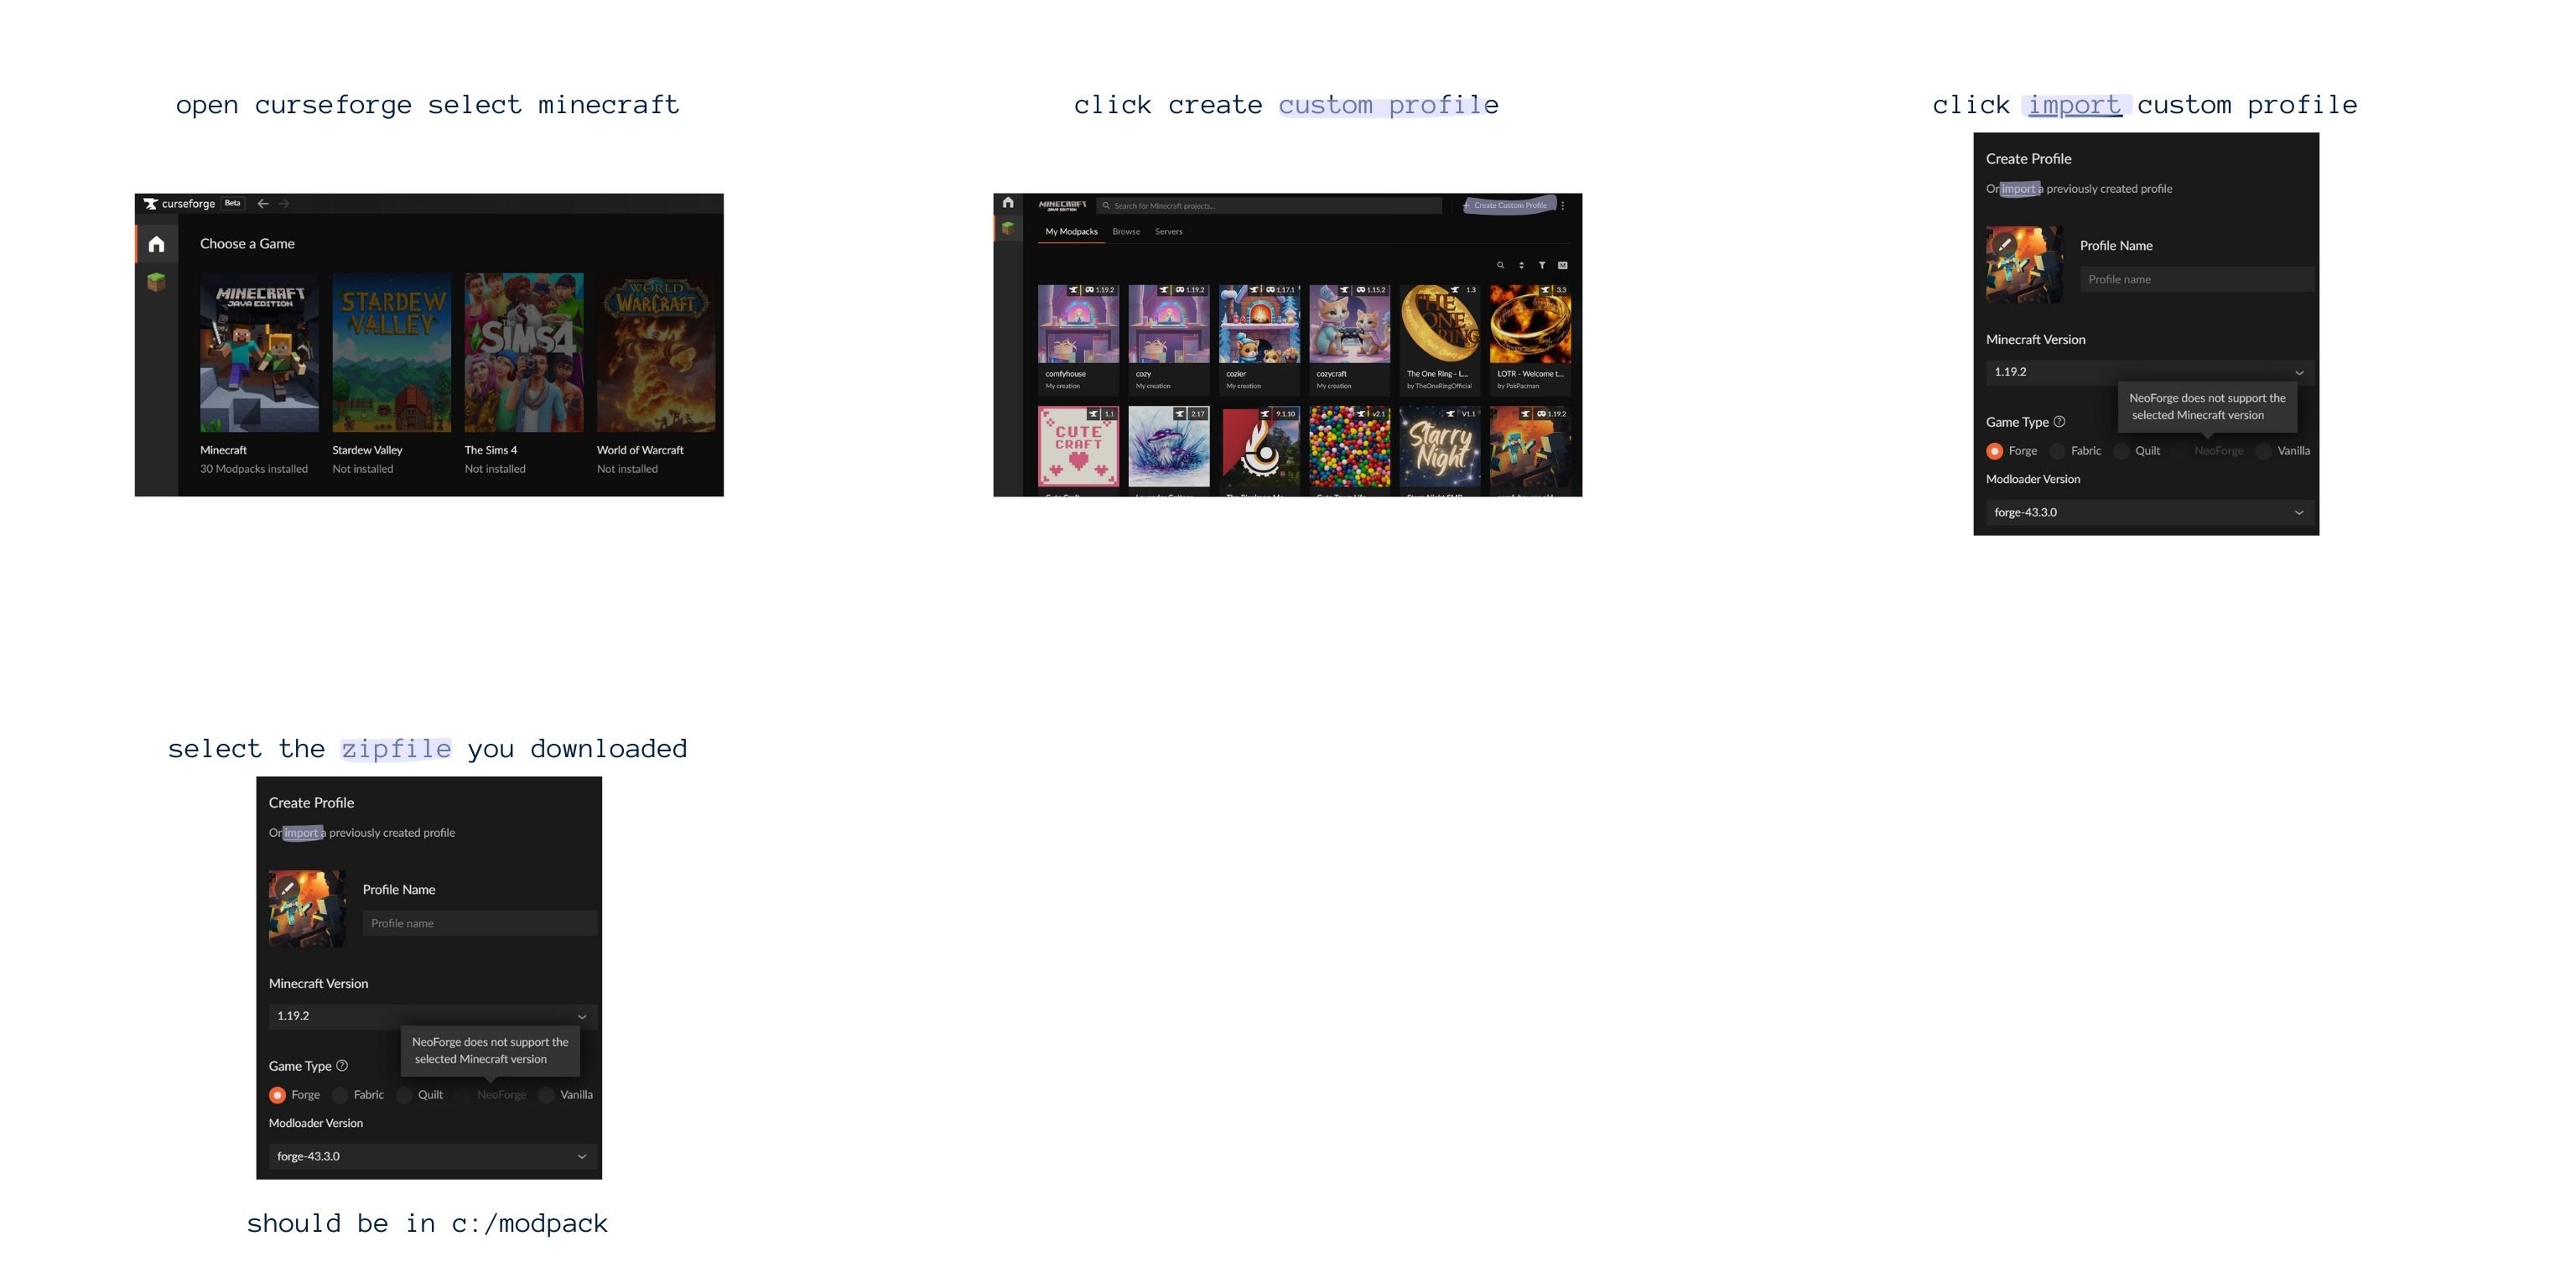 open curseforge select minecraft
curseforge Beta
Choose a Game
MINECRAFT
JAVA EDITION
STARDEW
VALLEY
THE
SIMS4
WORLD
WARCRAFT
Minecraft
30 Modpacks installed
Stardew Valley
Not installed
The Sims 4
Not installed
World of Warcraft
Not installed
click create custom profile
MINECRAFT
JAVA EDITION
Search for Minecraft projects...
+ Create Custom Profile
My Modpacks Browse Servers
1.19.2
1.19.2
1.17.1
1.15.2
1.3
3.3
THE
ONE
RING
comfyhouse
My creation
cozy
My creation
cozier
My creation
cozycraft
My creation
The One Ring - L...
by TheOneRingOfficial
LOTR - Welcome t...
by PakPacman
1.1
2.17
9.1.10
v2.1
V1.1
1.19.2
CUTE
CRAFT
Starry
Night
click import custom profile
Create Profile
Or import a previously created profile
Profile Name
Profile name
Minecraft Version
1.19.2
NeoForge does not support the
selected Minecraft version
Game Type ?
Forge Fabric Quilt NeoForge Vanilla
Modloader Version
forge-43.3.0
select the zipfile you downloaded
Create Profile
Or import a previously created profile
Profile Name
Profile name
Minecraft Version
1.19.2
NeoForge does not support the
selected Minecraft version
Game Type ?
Forge Fabric Quilt NeoForge Vanilla
Modloader Version
forge-43.3.0
should be in c:/modpack